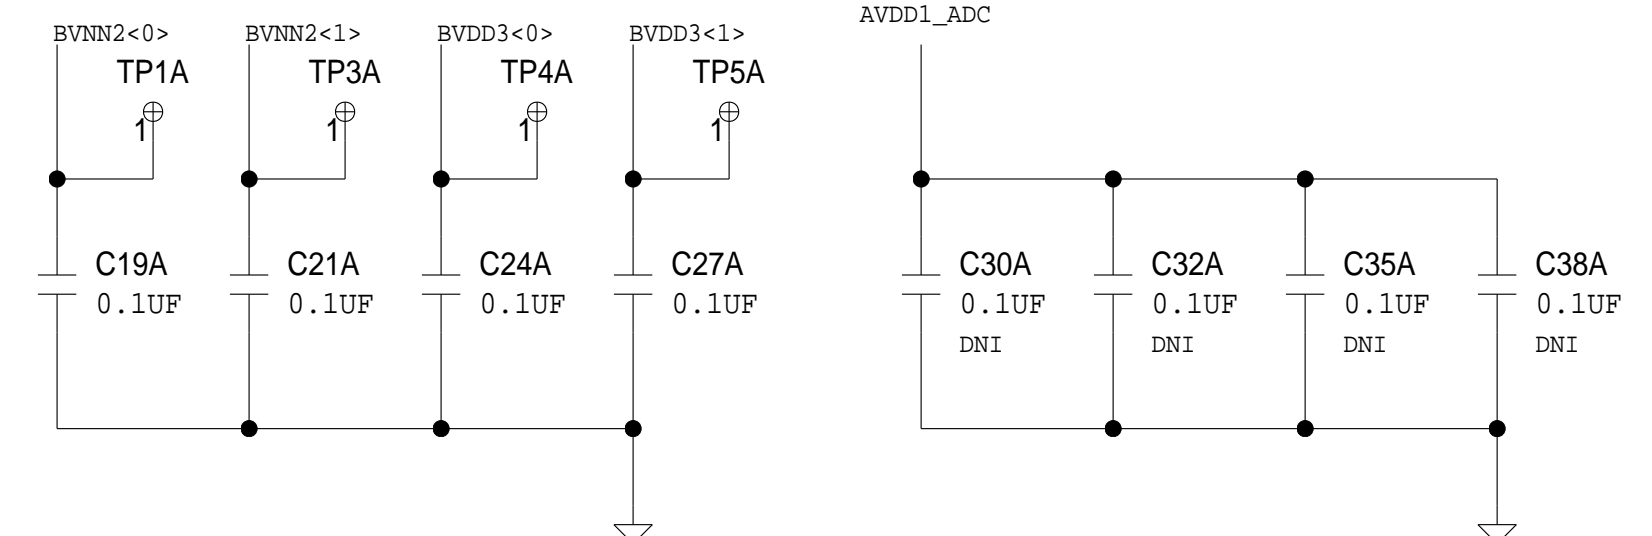 BVNN2<0> BVNN2<1> BVDD3<0> BVDD3<1> AVDD1_ADC
TP1A TP3A TP4A TP5A
1 1 1 1
C19A C21A C24A C27A C30A C32A C35A C38A
0.1UF 0.1UF 0.1UF 0.1UF 0.1UF 0.1UF 0.1UF 0.1UF
DNI DNI DNI DNI